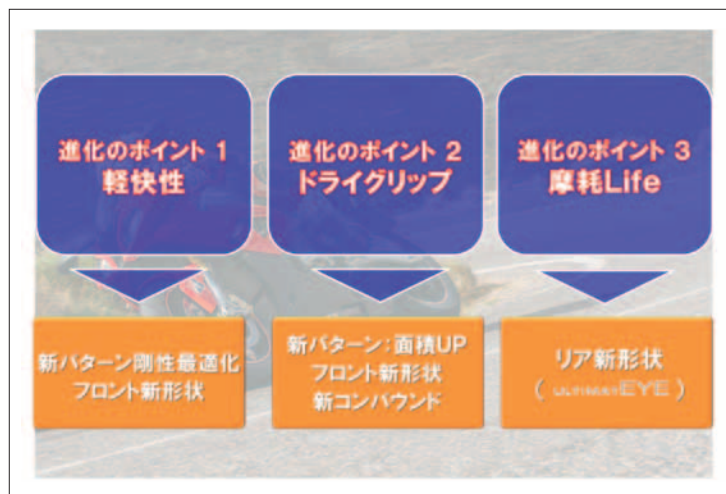 進化のポイント 1
軽快性
進化のポイント 2
ドライグリップ
進化のポイント 3
摩耗Life
新パターン剛性最適化
フロント新形状
新パターン：面積UP
フロント新形状
新コンパウンド
リア新形状
( EYE )